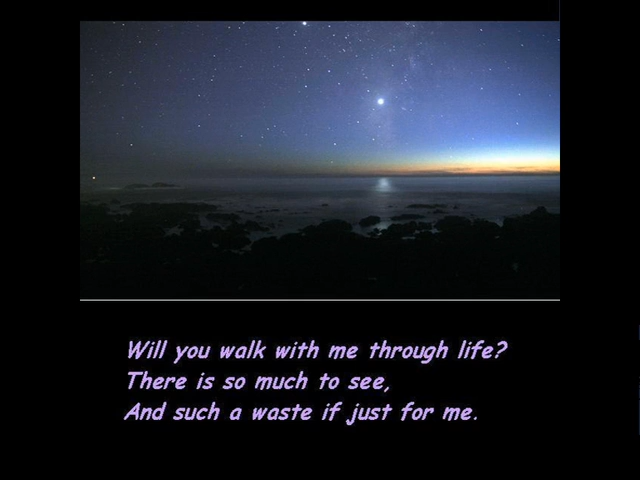 Will you walk with me through life?
There is so much to see,
And such a waste if just for me.